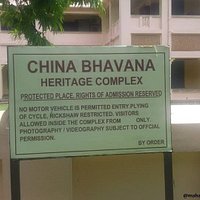 CHINA BHAVANA
HERITAGE COMPLEX
PROTECTED PLACE. RIGHTS OF ADMISSION RESERVED
NO MOTOR VEHICLE IS PERMITTED ENTRY.PLYING
OF CYCLE, RICKSHAW RESTRICTED. VISITORS
ALLOWED INSIDE THE COMPLEX FROM ONLY.
PHOTOGRAPHY / VIDEOGRAPHY SUBJECT TO OFFCIAL
PERMISSION.
BY ORDER